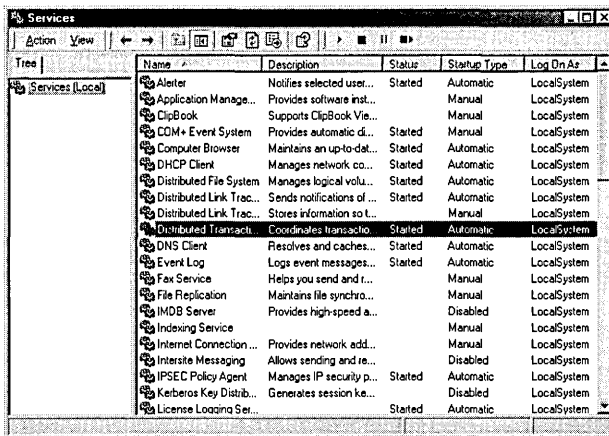 Services
Action View
Tree
Services (Local)
Name Description Status Startup Type Log On As
Alerter Notifies selected user... Started Automatic LocalSystem
Application Manage... Provides software inst... Manual LocalSystem
ClipBook Supports ClipBook Vie... Manual LocalSystem
COM+ Event System Provides automatic di... Started Manual LocalSystem
Computer Browser Maintains an up-to-dat... Started Automatic LocalSystem
DHCP Client Manages network co... Started Automatic LocalSystem
Distributed File System Manages logical volu... Started Automatic LocalSystem
Distributed Link Trac... Sends notifications of ... Started Automatic LocalSystem
Distributed Link Trac... Stores information so t... Manual LocalSystem
Distributed Transacti... Coordinates transactio... Started Automatic LocalSystem
DNS Client Resolves and caches... Started Automatic LocalSystem
Event Log Logs event messages... Started Automatic LocalSystem
Fax Service Helps you send and r... Manual LocalSystem
File Replication Maintains file synchro... Manual LocalSystem
IMDB Server Provides high-speed a... Disabled LocalSystem
Indexing Service Manual LocalSystem
Internet Connection ... Provides network add... Manual LocalSystem
Intersite Messaging Allows sending and re... Disabled LocalSystem
IPSEC Policy Agent Manages IP security p... Started Automatic LocalSystem
Kerberos Key Distrib... Generates session ke... Disabled LocalSystem
License Logging Ser... Started Automatic LocalSystem